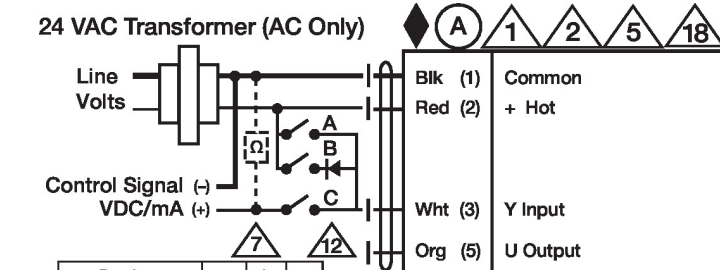 24 VAC Transformer (AC Only)
A 1 2 5 18
Line
Volts
Blk (1) Common
Red (2) + Hot
A
Ω
B
Control Signal (–)
VDC/mA (+)
C
Wht (3) Y Input
7 12
Org (5) U Output